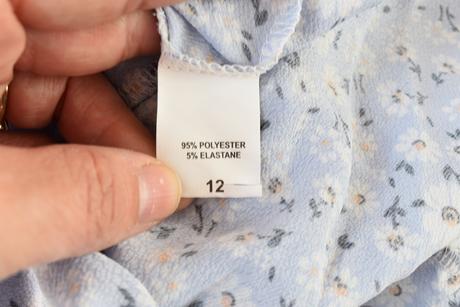 95% POLYESTER
5% ELASTANE
12